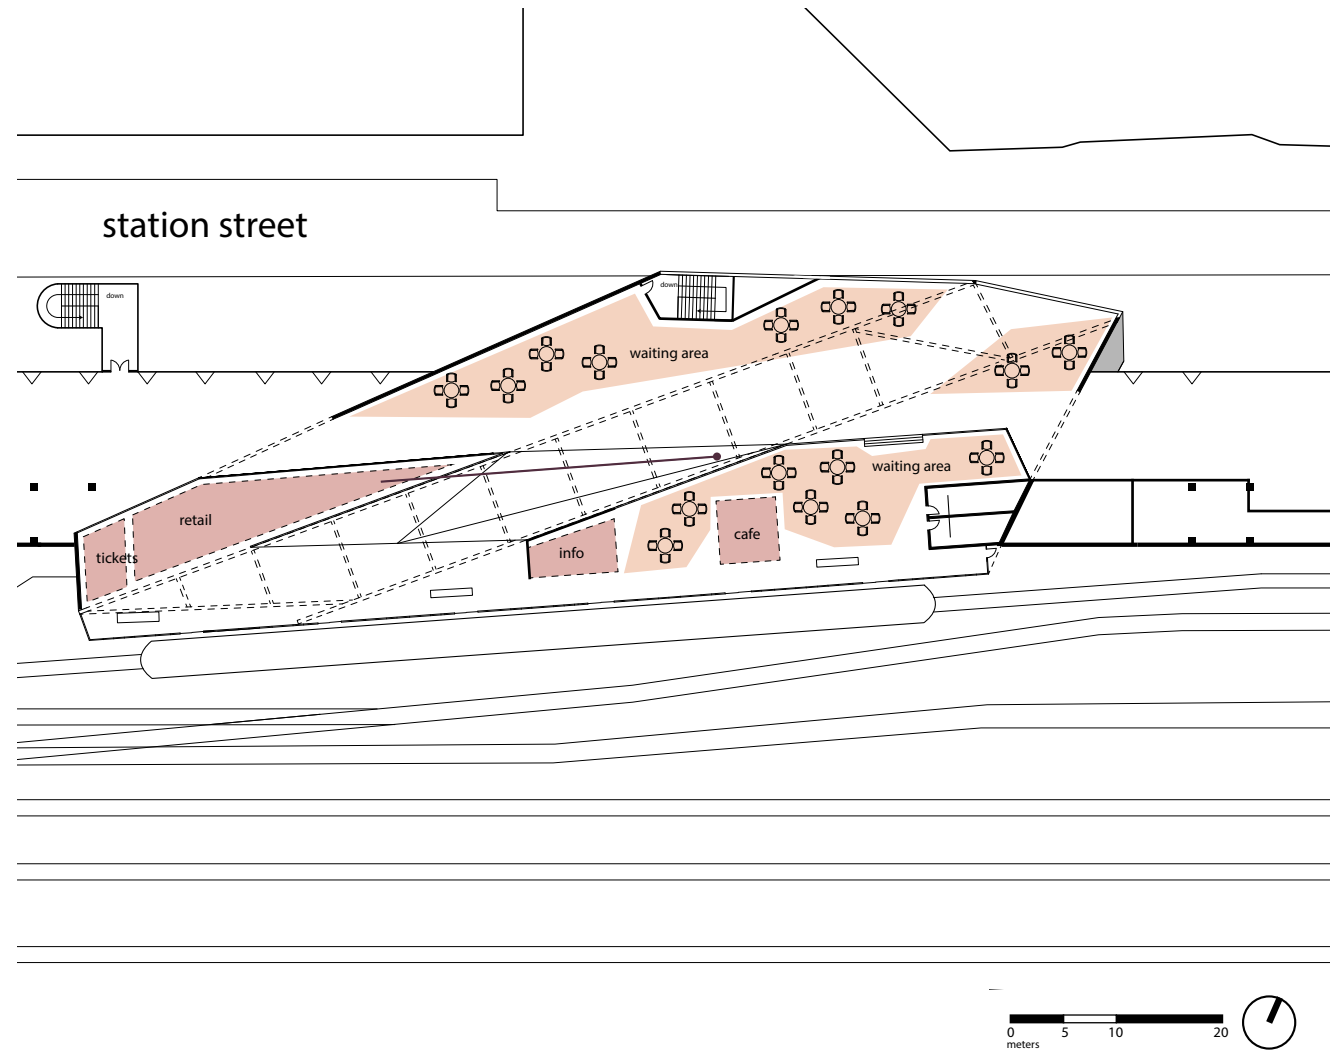 station street
down
down
waiting area
waiting area
retail
tickets
info
cafe
0 5 10 20
meters